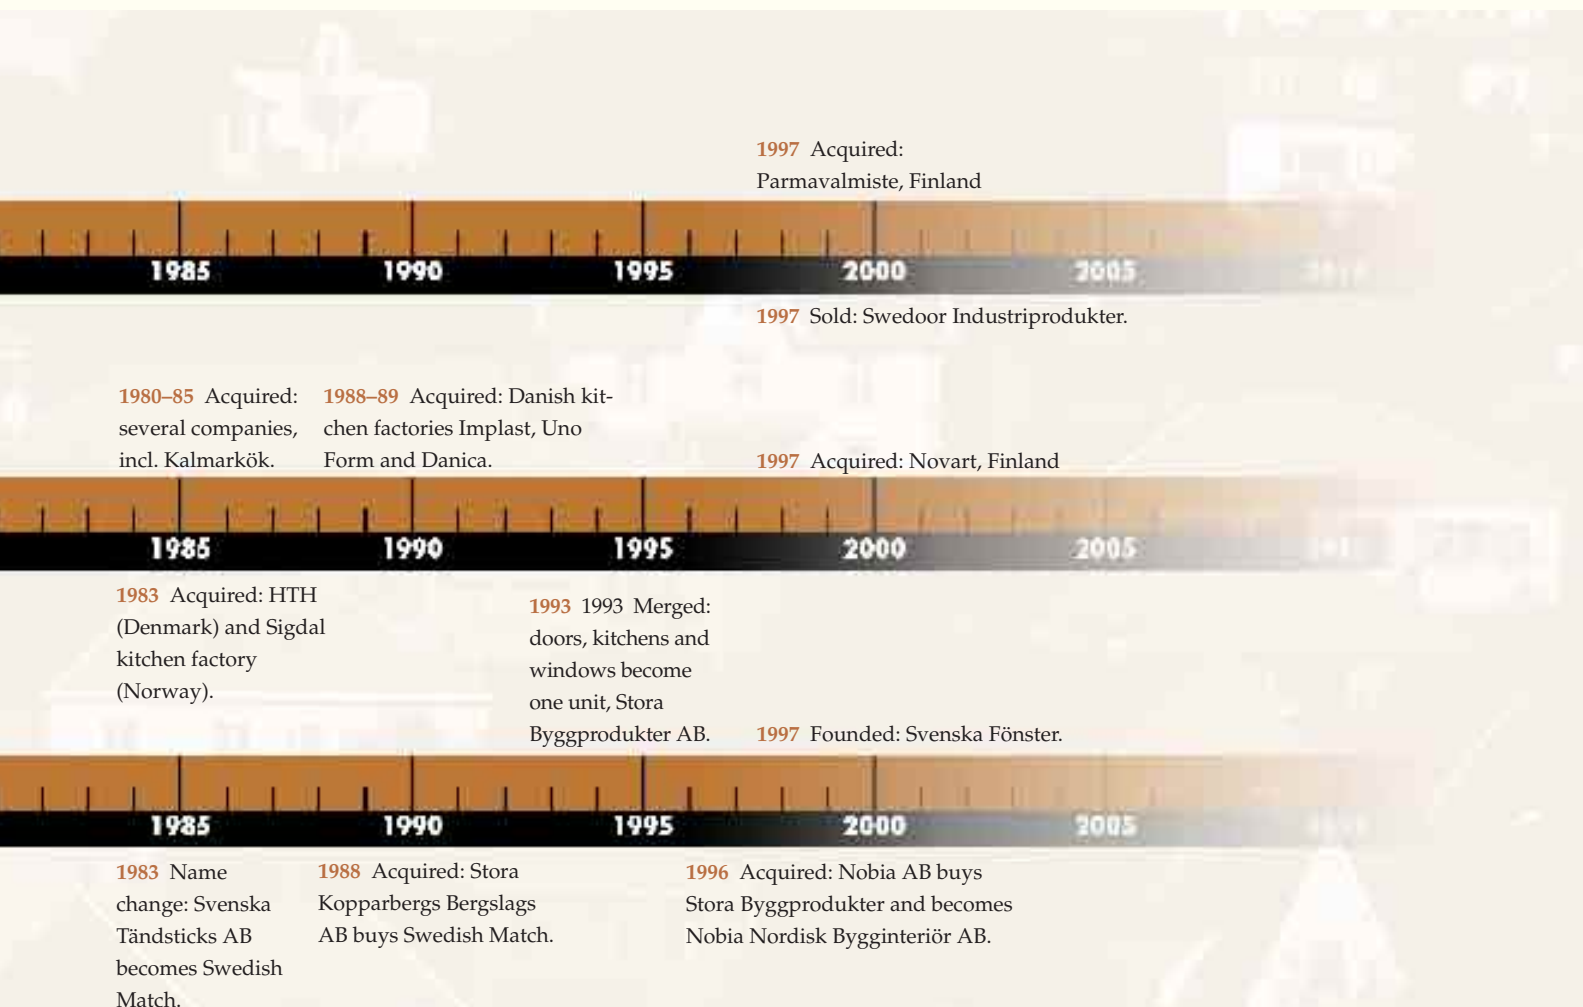 1997 Acquired:
Parmavalmiste, Finland
1985 1990 1995 2000 2005
1997 Sold: Swedoor Industriprodukter.
1980–85 Acquired:
several companies,
incl. Kalmarkök.
1988–89 Acquired: Danish kit-
chen factories Implast, Uno
Form and Danica.
1997 Acquired: Novart, Finland
1985 1990 1995 2000 2005
1983 Acquired: HTH
(Denmark) and Sigdal
kitchen factory
(Norway).
1993 1993 Merged:
doors, kitchens and
windows become
one unit, Stora
Byggprodukter AB.
1997 Founded: Svenska Fönster.
1985 1990 1995 2000 2005
1983 Name
change: Svenska
Tändsticks AB
becomes Swedish
Match.
1988 Acquired: Stora
Kopparbergs Bergslags
AB buys Swedish Match.
1996 Acquired: Nobia AB buys
Stora Byggprodukter and becomes
Nobia Nordisk Bygginteriör AB.